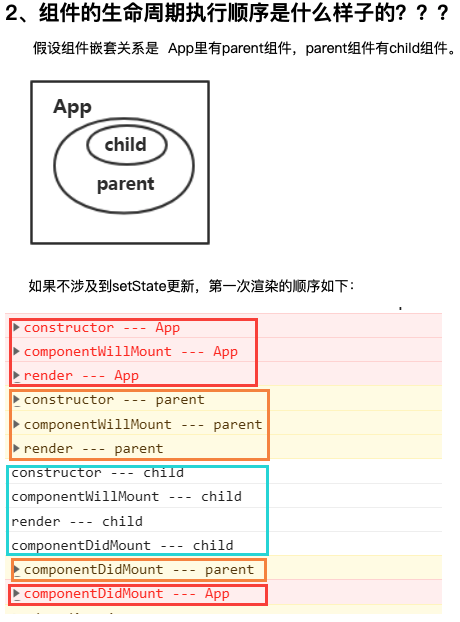 2、组件的生命周期执行顺序是什么样子的？？？
假设组件嵌套关系是 App里有parent组件，parent组件有child组件。
App
child
parent
如果不涉及到setState更新，第一次渲染的顺序如下：
constructor --- App
componentWillMount --- App
render --- App
constructor --- parent
componentWillMount --- parent
render --- parent
constructor --- child
componentWillMount --- child
render --- child
componentDidMount --- child
componentDidMount --- parent
componentDidMount --- App